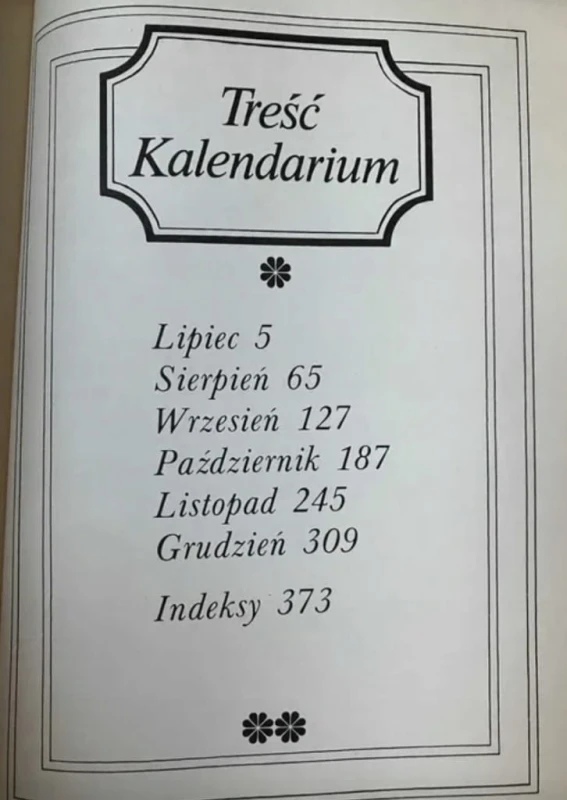 Treść
Kalendarium
Lipiec 5
Sierpień 65
Wrzesień 127
Październik 187
Listopad 245
Grudzień 309
Indeksy 373